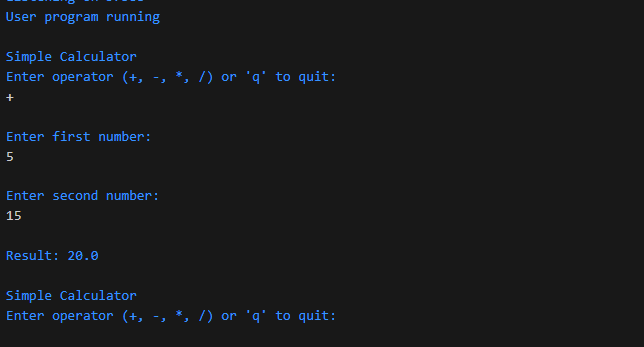 User program running
Simple Calculator
Enter operator (+, -, *, /) or 'q' to quit:
+
Enter first number:
5
Enter second number:
15
Result: 20.0
Simple Calculator
Enter operator (+, -, *, /) or 'q' to quit: